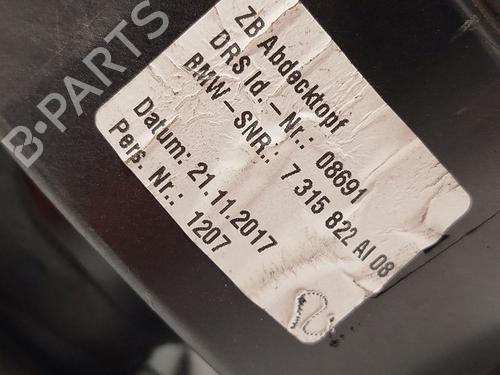 B-PARTS
ZB Abdecktopf
DRS Id.-Nr.: 08691
BMW-SNR.: 7 315 822 AI 08
Datum: 21.11.2017
Pers. Nr.: 1207